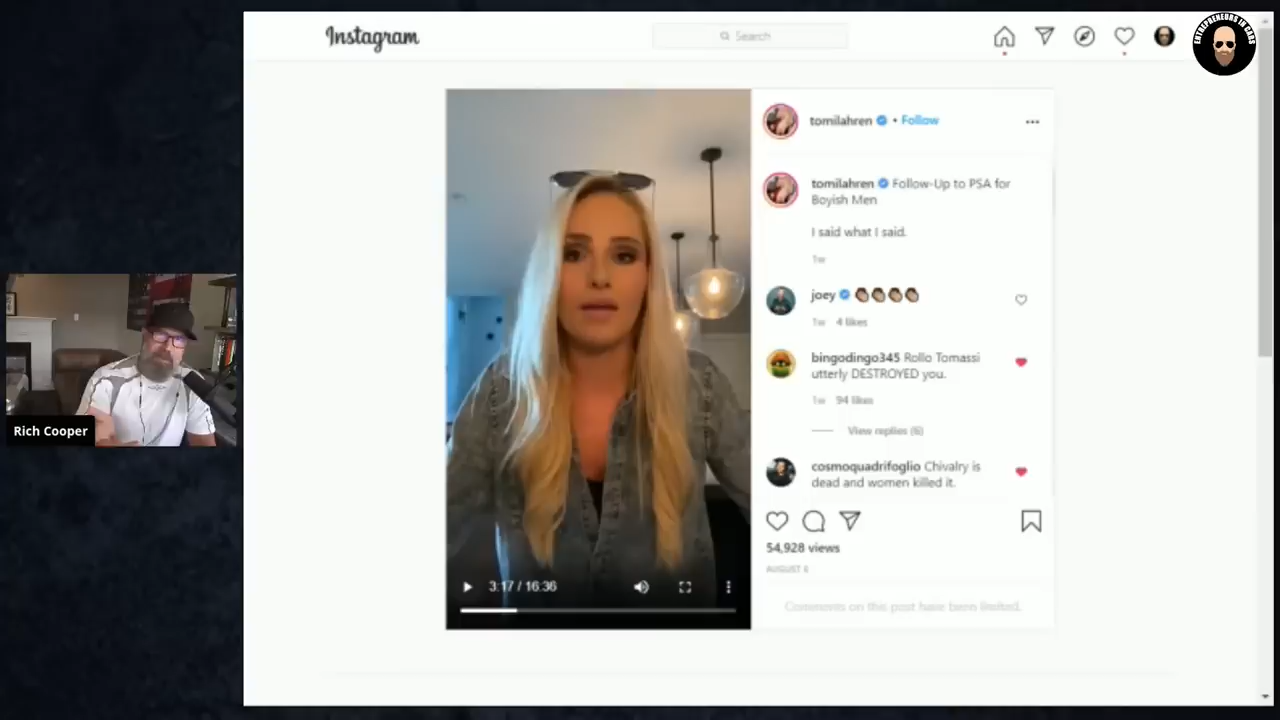 Instagram
Search
ENTREPRENEURS IN CARS
tomilahren • Follow
tomilahren Follow-Up to PSA for
Boyish Men
I said what I said.
1w
joey
1w 4 likes
bingodingo345 Rollo Tomassi
utterly DESTROYED you.
1w 94 likes
View replies (6)
cosmoquadrifoglio Chivalry is
dead and women killed it.
54,928 views
AUGUST 6
Comments on this post have been limited.
3:17 / 16:36
Rich Cooper